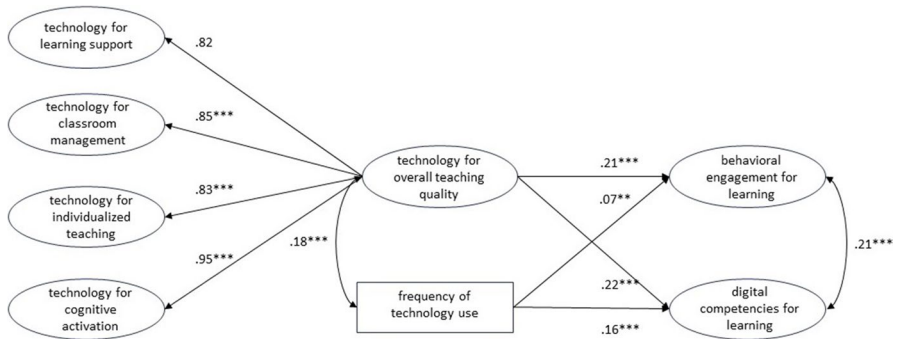 technology for
learning support
.82
technology for
classroom
management
.85***
technology for
individualized
teaching
.83***
technology for
cognitive
activation
.95***
technology for
overall teaching
quality
.18***
frequency of
technology use
.21***
.07**
.22***
.16***
behavioral
engagement for
learning
digital
competencies for
learning
.21***